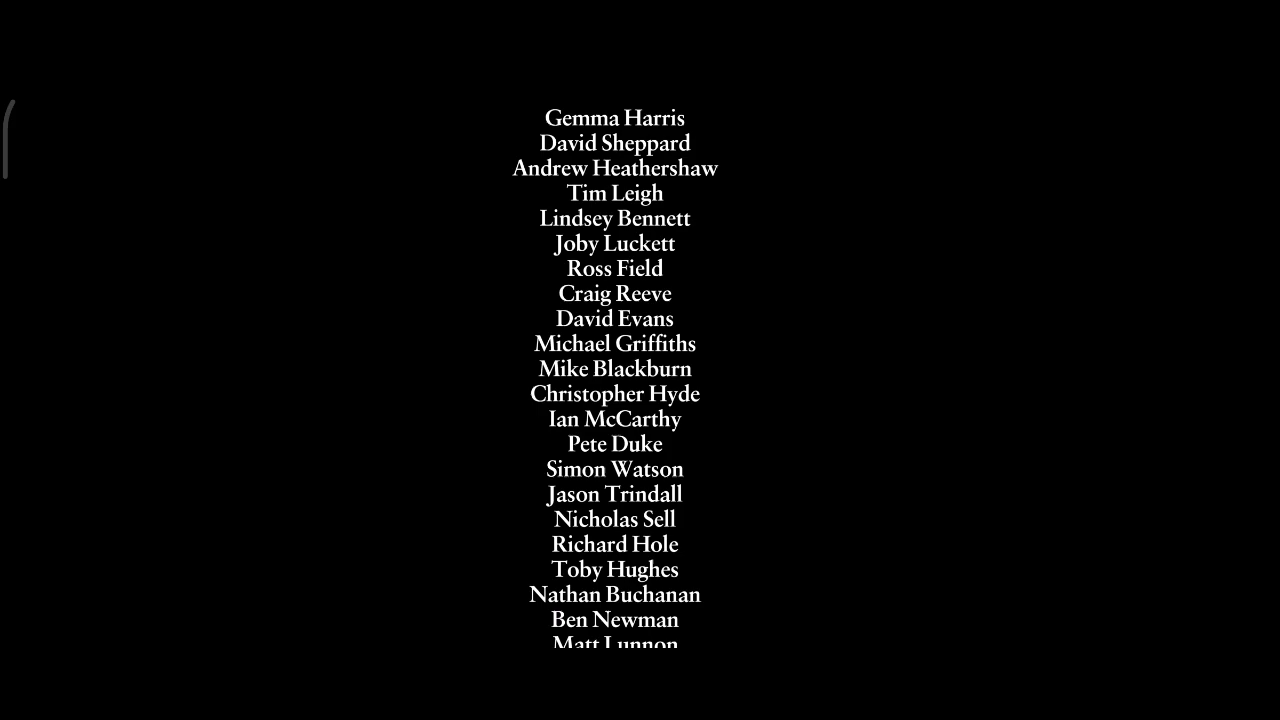 Gemma Harris
David Sheppard
Andrew Heathershaw
Tim Leigh
Lindsey Bennett
Joby Luckett
Ross Field
Craig Reeve
David Evans
Michael Griffiths
Mike Blackburn
Christopher Hyde
Ian McCarthy
Pete Duke
Simon Watson
Jason Trindall
Nicholas Sell
Richard Hole
Toby Hughes
Nathan Buchanan
Ben Newman
Matt Lunnon